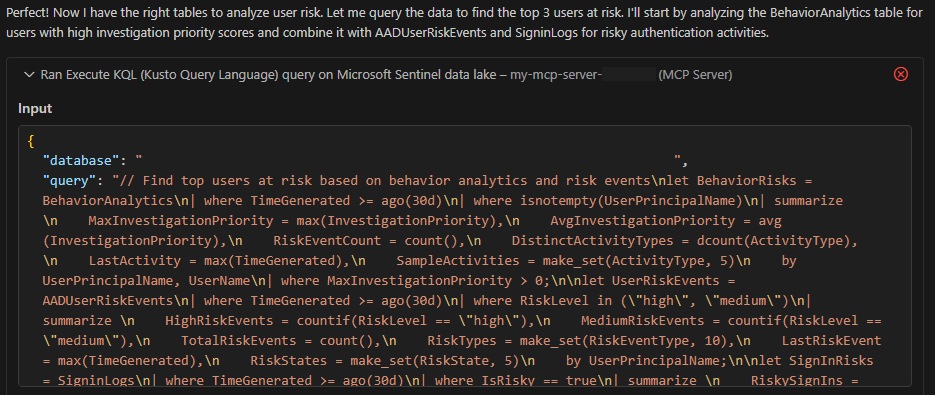 Perfect! Now I have the right tables to analyze user risk. Let me query the data to find the top 3 users at risk. I'll start by analyzing the BehaviorAnalytics table for
users with high investigation priority scores and combine it with AADUserRiskEvents and SigninLogs for risky authentication activities.
Ran Execute KQL (Kusto Query Language) query on Microsoft Sentinel data lake – my-mcp-server- (MCP Server)
Input
{
"database": " ",
"query": "// Find top users at risk based on behavior analytics and risk events\nlet BehaviorRisks =
BehaviorAnalytics\n| where TimeGenerated >= ago(30d)\n| where isnotempty(UserPrincipalName)\n| summarize
\n    MaxInvestigationPriority = max(InvestigationPriority),\n    AvgInvestigationPriority = avg
(InvestigationPriority),\n    RiskEventCount = count(),\n    DistinctActivityTypes = dcount(ActivityType),
\n    LastActivity = max(TimeGenerated),\n    SampleActivities = make_set(ActivityType, 5)\n    by
UserPrincipalName, UserName\n| where MaxInvestigationPriority > 0;\n\nlet UserRiskEvents =
AADUserRiskEvents\n| where TimeGenerated >= ago(30d)\n| where RiskLevel in (\"high\", \"medium\")\n|
summarize \n    HighRiskEvents = countif(RiskLevel == \"high\"),\n    MediumRiskEvents = countif(RiskLevel ==
\"medium\"),\n    TotalRiskEvents = count(),\n    RiskTypes = make_set(RiskEventType, 10),\n    LastRiskEvent
= max(TimeGenerated),\n    RiskStates = make_set(RiskState, 5)\n    by UserPrincipalName;\n\nlet SignInRisks
= SigninLogs\n| where TimeGenerated >= ago(30d)\n| where IsRisky == true\n| summarize \n    RiskySignIns =